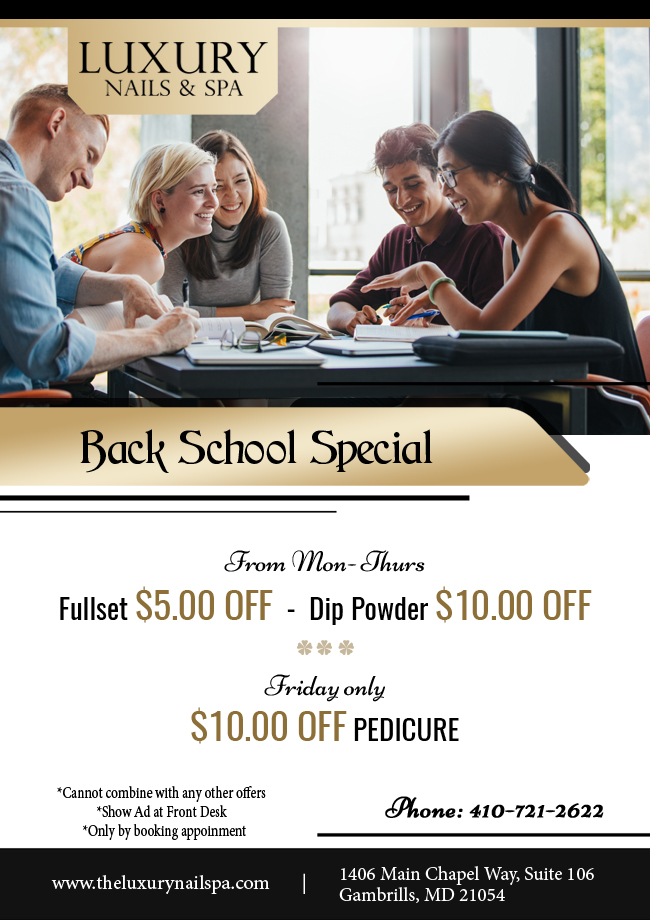 LUXURY
NAILS & SPA
Back School Special
From Mon-Thurs
Fullset $5.00 OFF - Dip Powder $10.00 OFF
Friday only
$10.00 OFF PEDICURE
*Cannot combine with any other offers
*Show Ad at Front Desk
*Only by booking appoinment
Phone: 410-721-2622
www.theluxurynailspa.com | 1406 Main Chapel Way, Suite 106
Gambrills, MD 21054